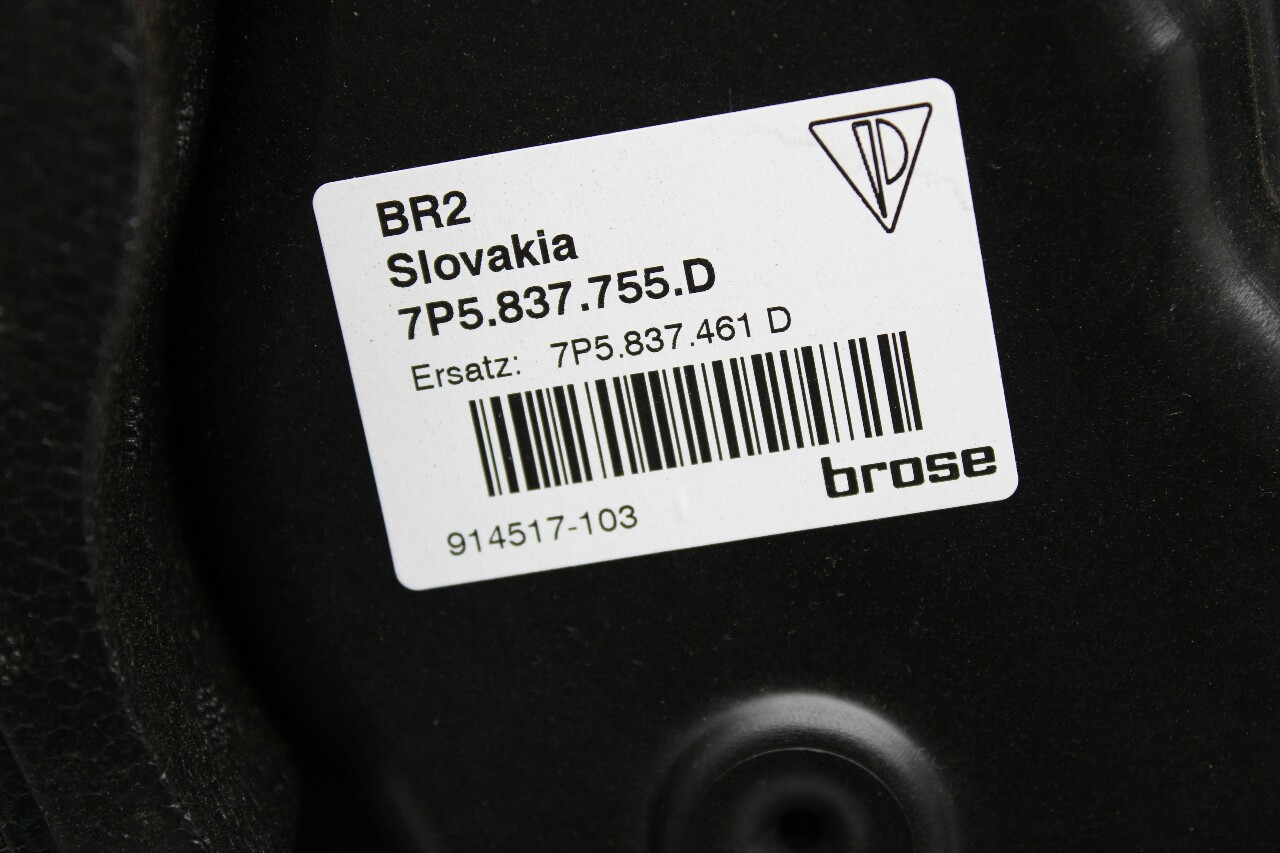 BR2
Slovakia
7P5.837.755.D
Ersatz: 7P5.837.461 D
brose
914517-103